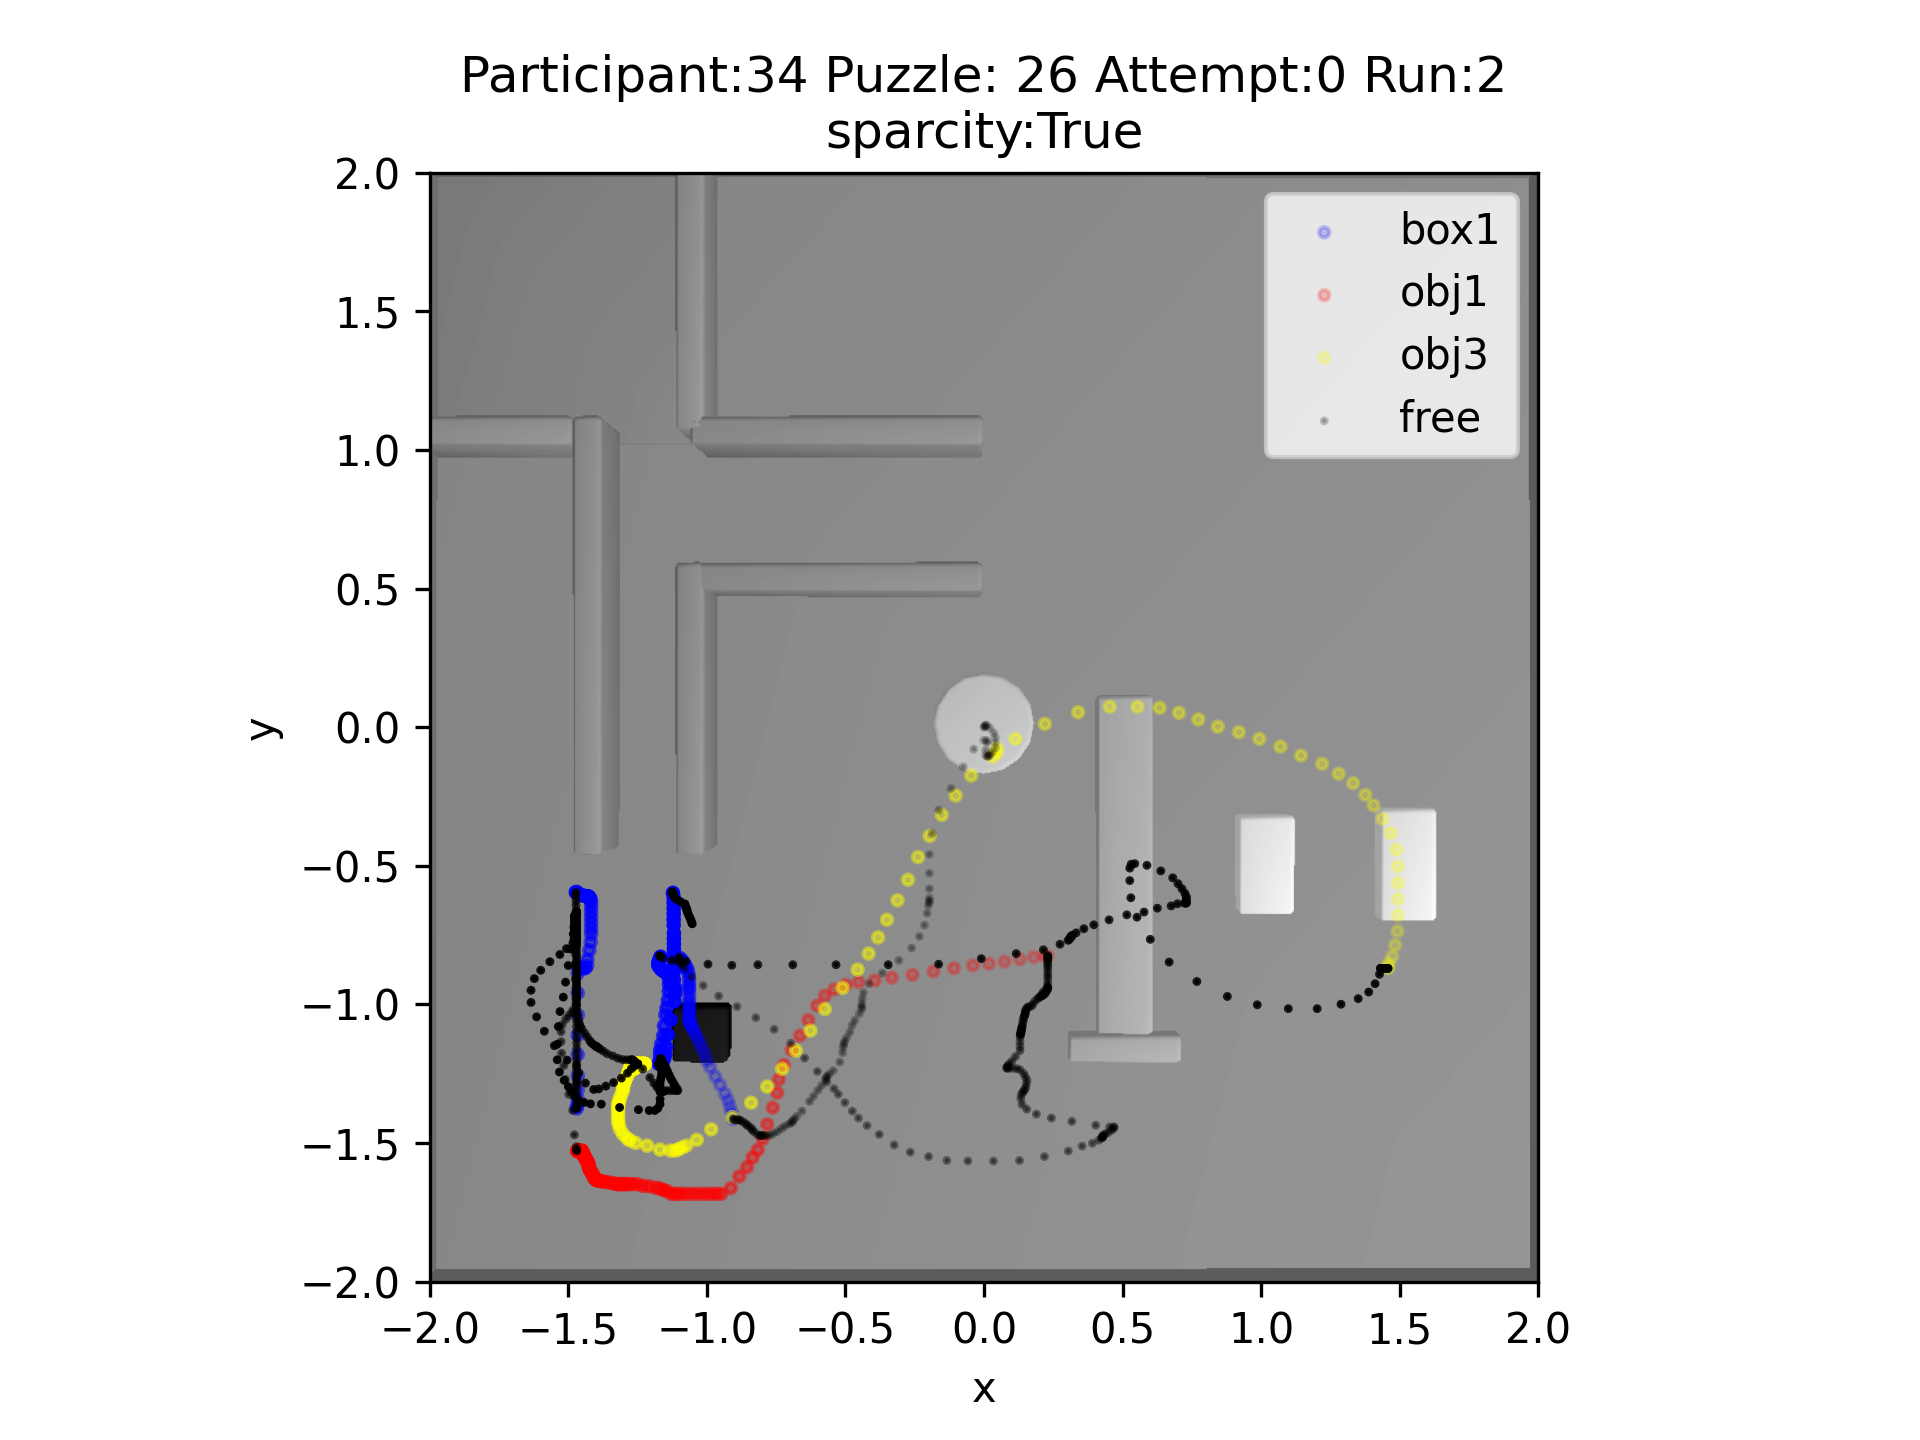 Participant:34 Puzzle: 26 Attempt:0 Run:2
sparcity:True
2.0
1.5
1.0
0.5
0.0
−0.5
−1.0
−1.5
−2.0
y
box1
obj1
obj3
free
−2.0 −1.5 −1.0 −0.5 0.0 0.5 1.0 1.5 2.0
x